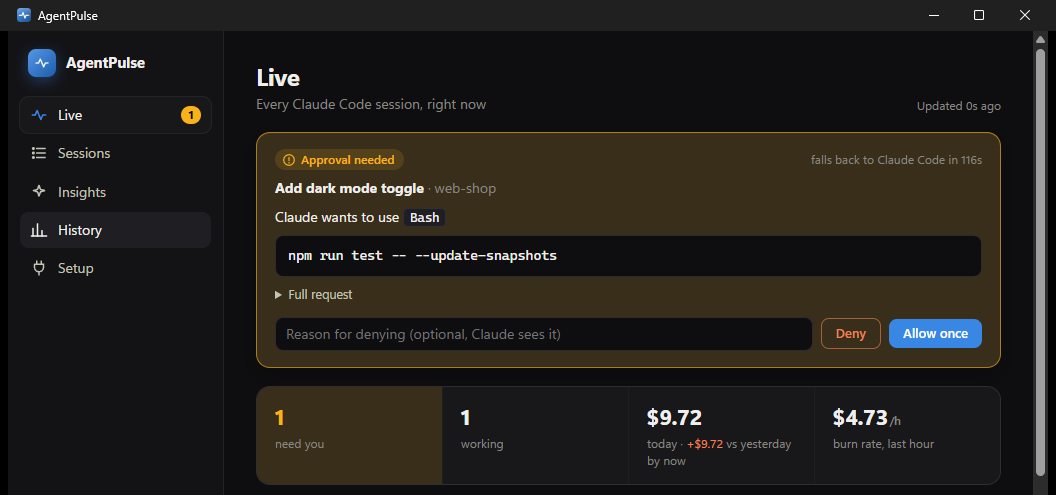 AgentPulse
AgentPulse
Live 1
Sessions
Insights
History
Setup
Live
Every Claude Code session, right now
Updated 0s ago
Approval needed
falls back to Claude Code in 116s
Add dark mode toggle · web-shop
Claude wants to use Bash
npm run test -- --update-snapshots
Full request
Reason for denying (optional, Claude sees it)
Deny
Allow once
1
need you
1
working
$9.72
today · +$9.72 vs yesterday
by now
$4.73/h
burn rate, last hour